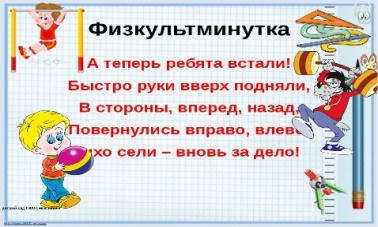 Физкультминутка
А теперь ребята встали!
Быстро руки вверх подняли,
В стороны, вперед, назад,
Повернулись вправо,
сели – вновь за дело!